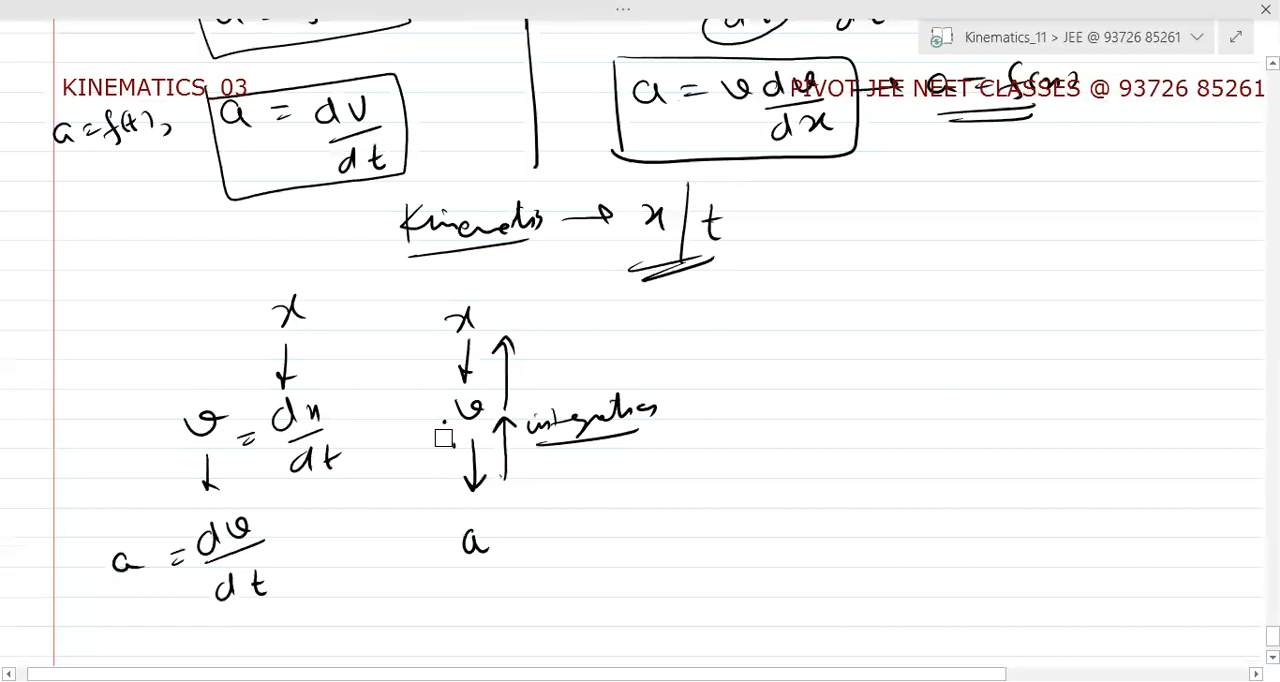 Kinematics_11 > JEE @ 93726 85261
KINEMATICS_03
PIVOT JEE NEET CLASSES @ 93726 85261
a = f(t),
a = dv/dt
a = v dv/dx → a = f(x)
Kinematis → x / t
x
x
v = dx/dt
v
integration
a = dv/dt
a